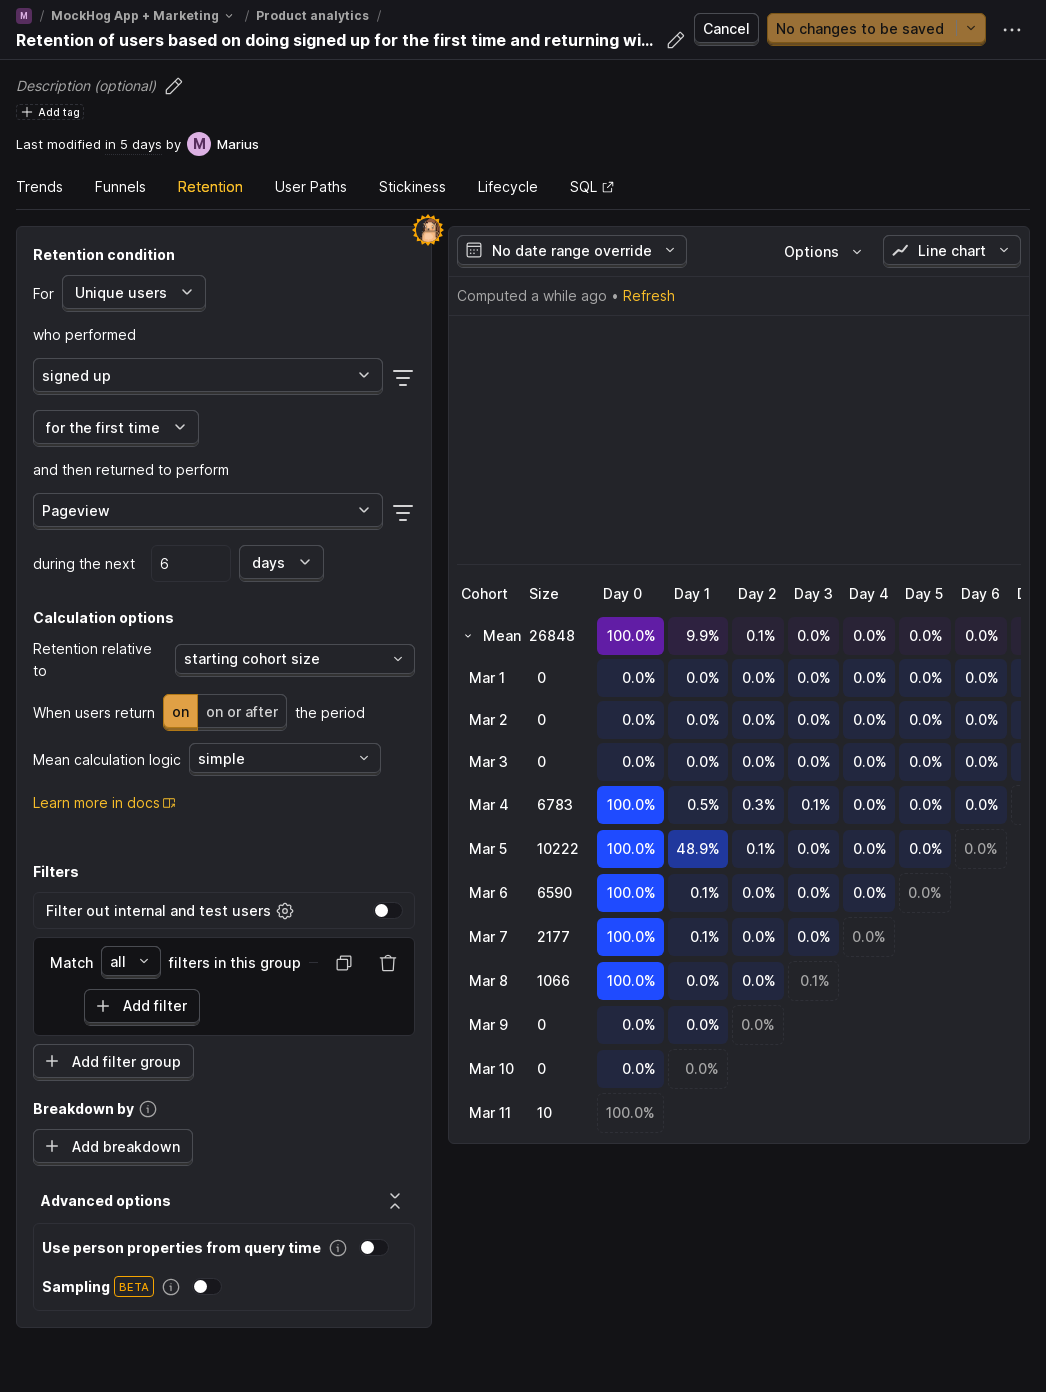 M / MockHog App + Marketing / Product analytics /
Retention of users based on doing signed up for the first time and returning wi...
Cancel
No changes to be saved
Description (optional)
Add tag
Last modified in 5 days by M Marius
Trends Funnels Retention User Paths Stickiness Lifecycle SQL
Retention condition
For Unique users
who performed
signed up
for the first time
and then returned to perform
Pageview
during the next 6 days
Calculation options
Retention relative
to
starting cohort size
When users return on on or after the period
Mean calculation logic simple
Learn more in docs
Filters
Filter out internal and test users
Match all filters in this group
Add filter
Add filter group
Breakdown by
Add breakdown
Advanced options
Use person properties from query time
Sampling BETA
No date range override Options Line chart
Computed a while ago • Refresh
Cohort Size Day 0 Day 1 Day 2 Day 3 Day 4 Day 5 Day 6
Mean 26848 100.0% 9.9% 0.1% 0.0% 0.0% 0.0% 0.0%
Mar 1 0 0.0% 0.0% 0.0% 0.0% 0.0% 0.0% 0.0%
Mar 2 0 0.0% 0.0% 0.0% 0.0% 0.0% 0.0% 0.0%
Mar 3 0 0.0% 0.0% 0.0% 0.0% 0.0% 0.0% 0.0%
Mar 4 6783 100.0% 0.5% 0.3% 0.1% 0.0% 0.0% 0.0%
Mar 5 10222 100.0% 48.9% 0.1% 0.0% 0.0% 0.0% 0.0%
Mar 6 6590 100.0% 0.1% 0.0% 0.0% 0.0% 0.0%
Mar 7 2177 100.0% 0.1% 0.0% 0.0% 0.0%
Mar 8 1066 100.0% 0.0% 0.0% 0.1%
Mar 9 0 0.0% 0.0% 0.0%
Mar 10 0 0.0% 0.0%
Mar 11 10 100.0%